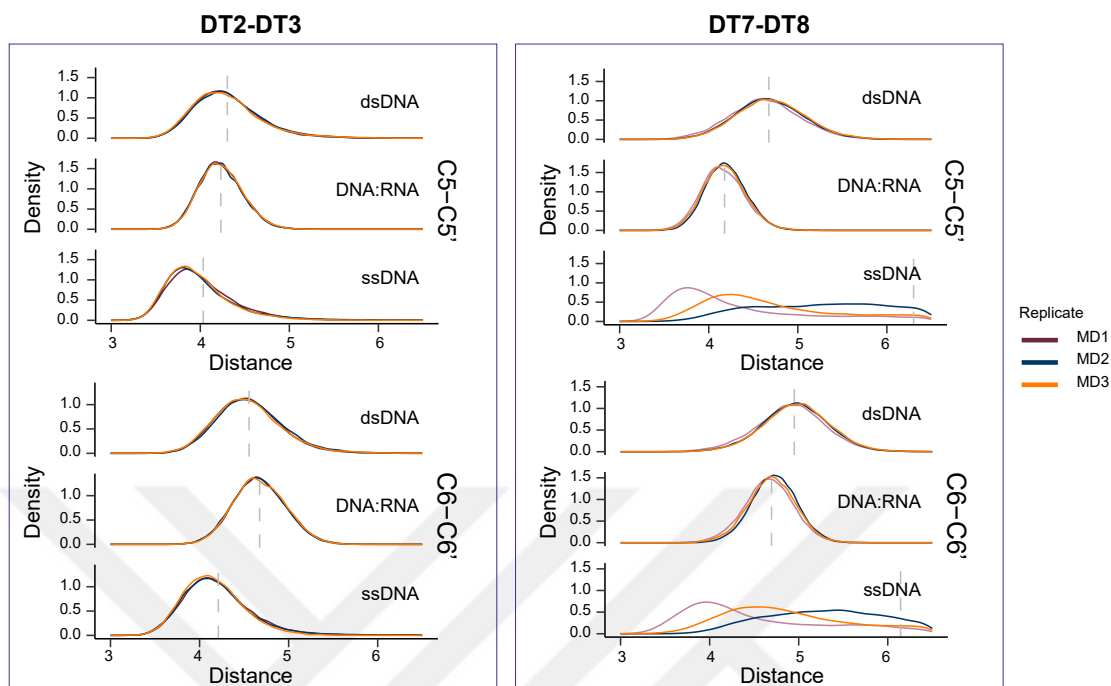 DT2-DT3
DT7-DT8
Density
1.5
1.0
0.5
0.0
dsDNA
1.5
1.0
0.5
0.0
DNA:RNA
1.5
1.0
0.5
0.0
ssDNA
C5−C5'
3 4 5 6
Distance
Density
1.0
0.5
0.0
dsDNA
1.0
0.5
0.0
DNA:RNA
1.0
0.5
0.0
ssDNA
C6−C6'
3 4 5 6
Distance
Density
1.5
1.0
0.5
0.0
dsDNA
1.5
1.0
0.5
0.0
DNA:RNA
1.5
1.0
0.5
0.0
ssDNA
C5−C5'
3 4 5 6
Distance
Density
1.5
1.0
0.5
0.0
dsDNA
1.5
1.0
0.5
0.0
DNA:RNA
1.5
1.0
0.5
0.0
ssDNA
C6−C6'
3 4 5 6
Distance
Replicate
MD1
MD2
MD3